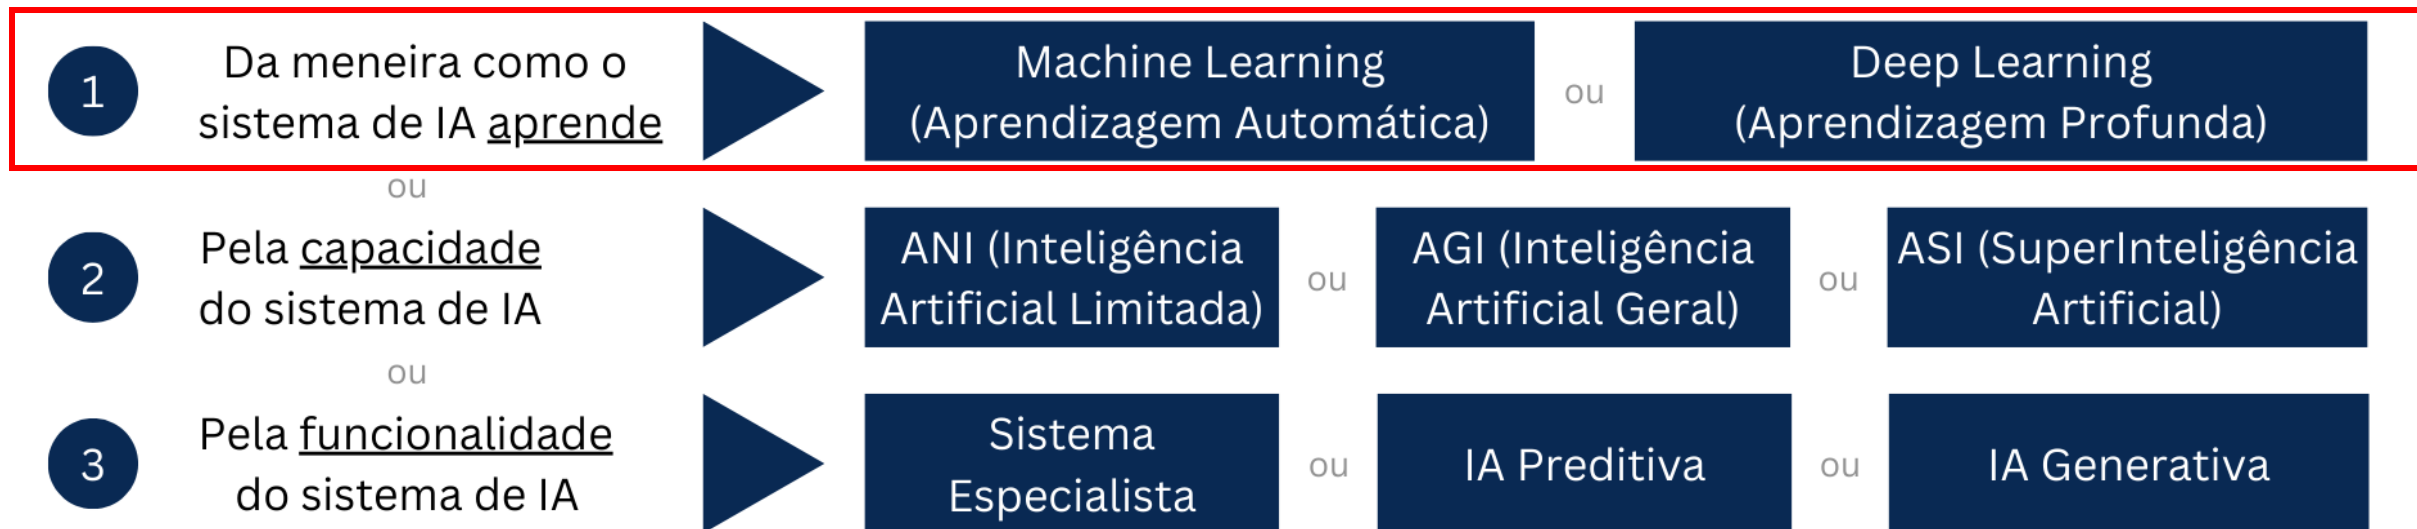 1
Da meneira como o
sistema de IA aprende
Machine Learning
(Aprendizagem Automática)
ou
Deep Learning
(Aprendizagem Profunda)
ou
2
Pela capacidade
do sistema de IA
ANI (Inteligência
Artificial Limitada)
ou
AGI (Inteligência
Artificial Geral)
ou
ASI (SuperInteligência
Artificial)
ou
3
Pela funcionalidade
do sistema de IA
Sistema
Especialista
ou
IA Preditiva
ou
IA Generativa